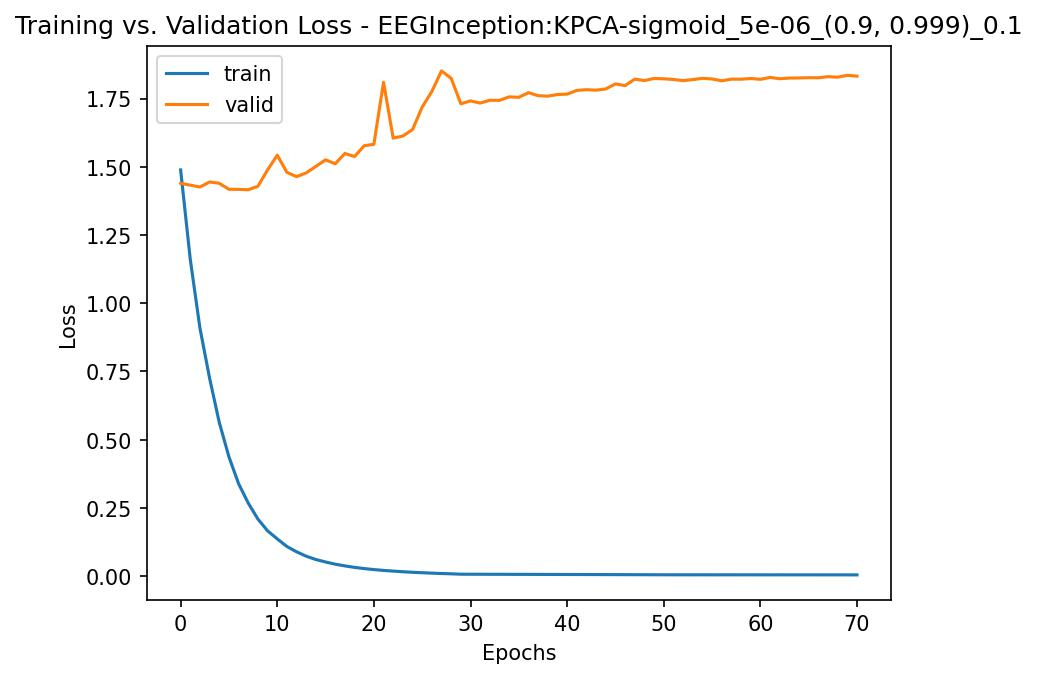 Training vs. Validation Loss - EEGInception:KPCA-sigmoid_5e-06_(0.9, 0.999)_0.1
train
valid
Loss
1.75
1.50
1.25
1.00
0.75
0.50
0.25
0.00
0 10 20 30 40 50 60 70
Epochs